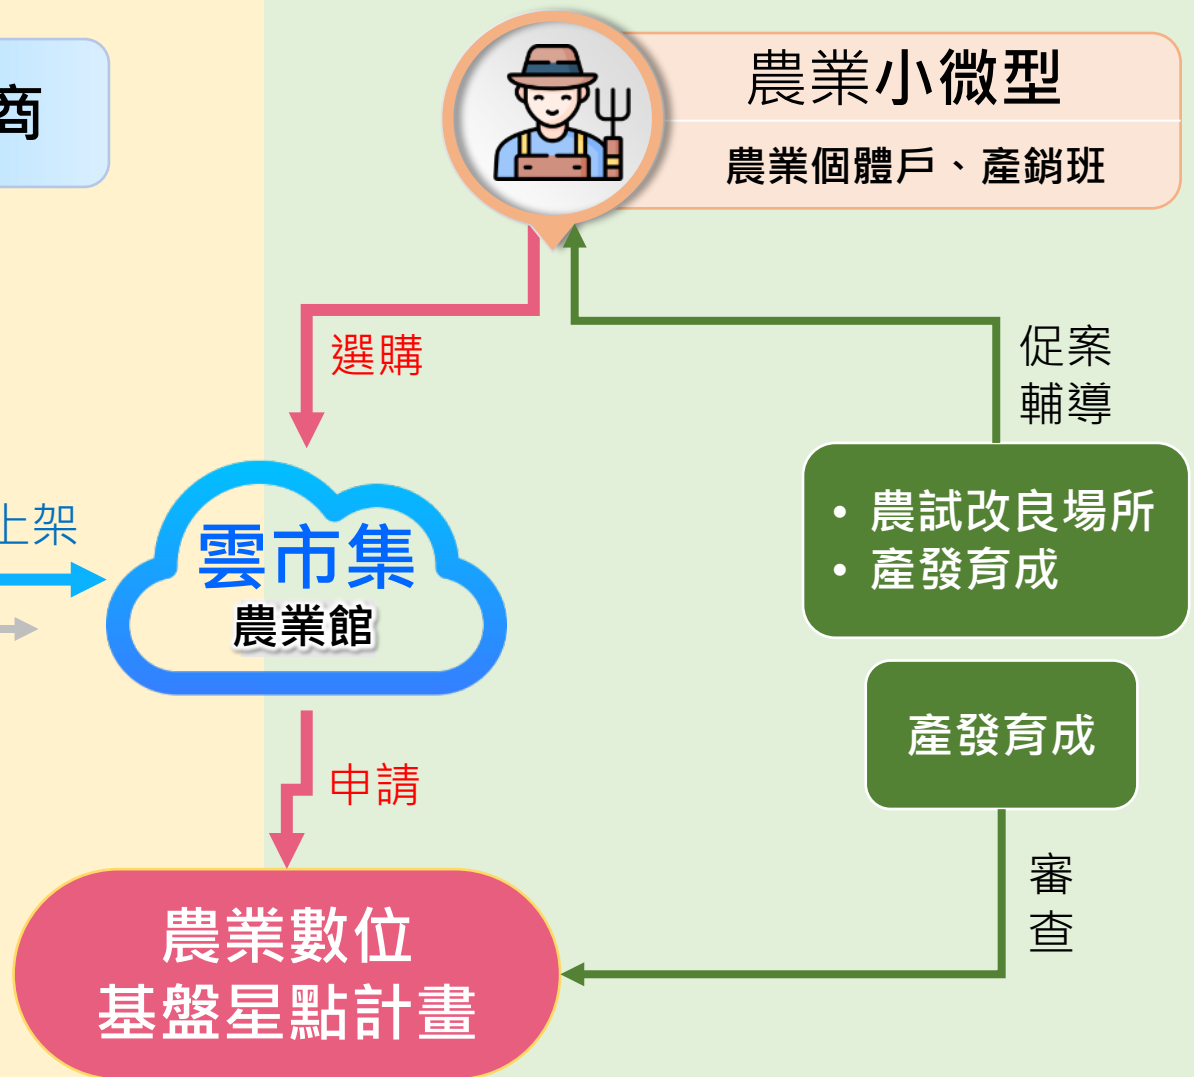 商
農業小微型
農業個體戶、產銷班
選購
促案
輔導
上架
雲市集
農業館
• 農試改良場所
• 產發育成
產發育成
申請
審
查
農業數位
基盤星點計畫